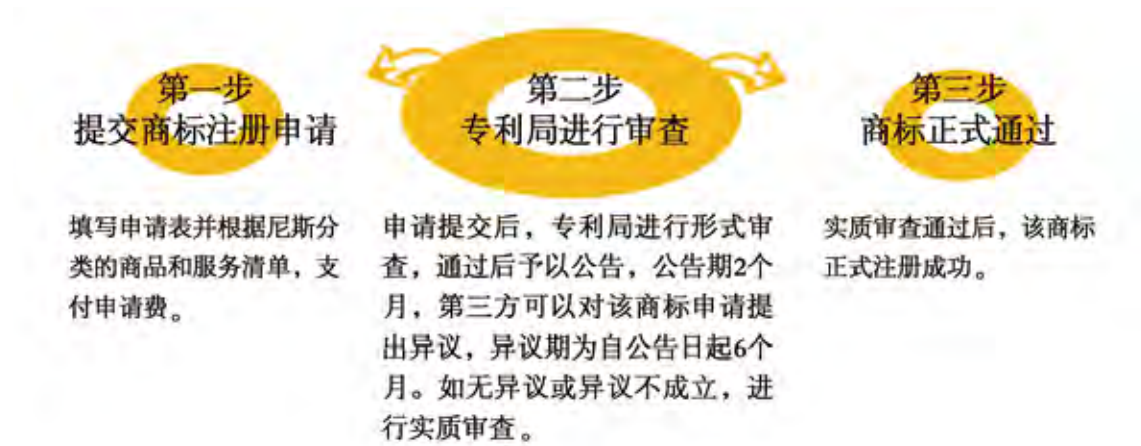 第一步
提交商标注册申请
填写申请表并根据尼斯分
类的商品和服务清单，支
付申请费。
第二步
专利局进行审查
申请提交后，专利局进行形式审
查，通过后予以公告，公告期2个
月，第三方可以对该商标申请提
出异议，异议期为自公告日起6个
月。如无异议或异议不成立，进
行实质审查。
第三步
商标正式通过
实质审查通过后，该商标
正式注册成功。